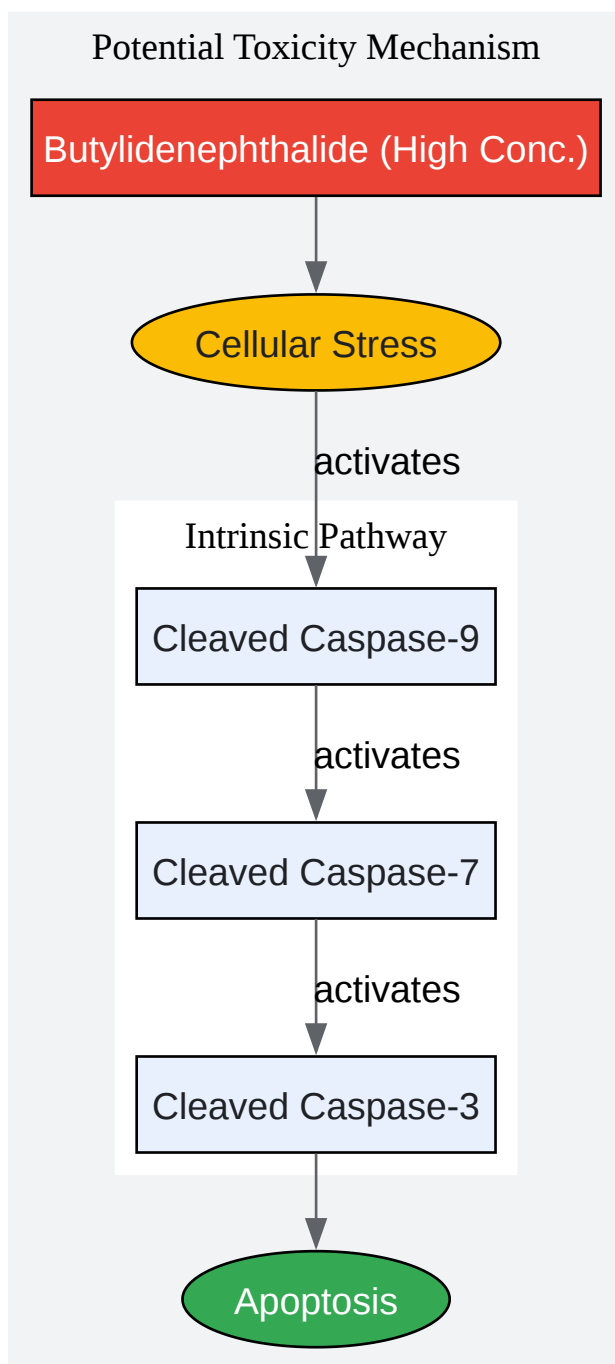 Potential Toxicity Mechanism
Butylidenephthalide (High Conc.)
Cellular Stress
activates
Intrinsic Pathway
Cleaved Caspase-9
activates
Cleaved Caspase-7
activates
Cleaved Caspase-3
Apoptosis